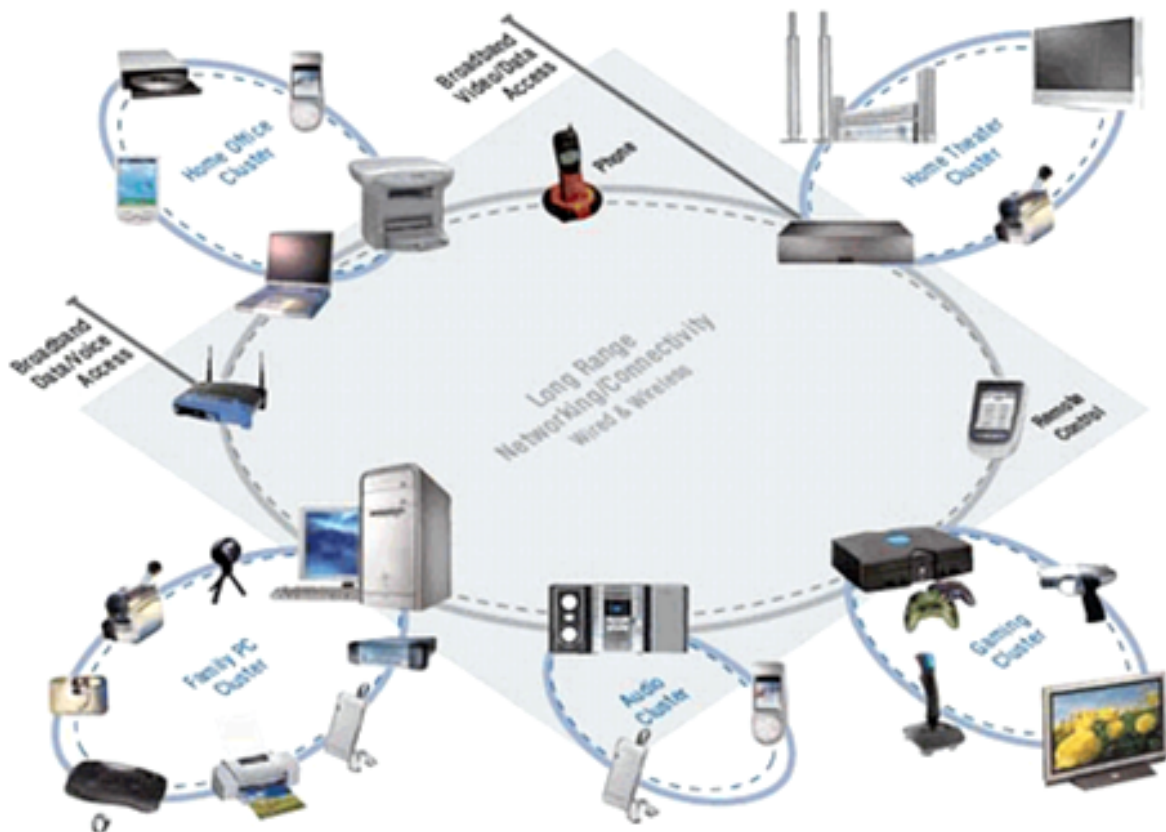 Broadband
Video/Data
Access
Home Office
Cluster
Phone
Home Theater
Cluster
Broadband
Data/Voice
Access
Long Range
Networking/Connectivity
Wired & Wireless
Remote
Control
Family PC
Cluster
Audio
Cluster
Gaming
Cluster